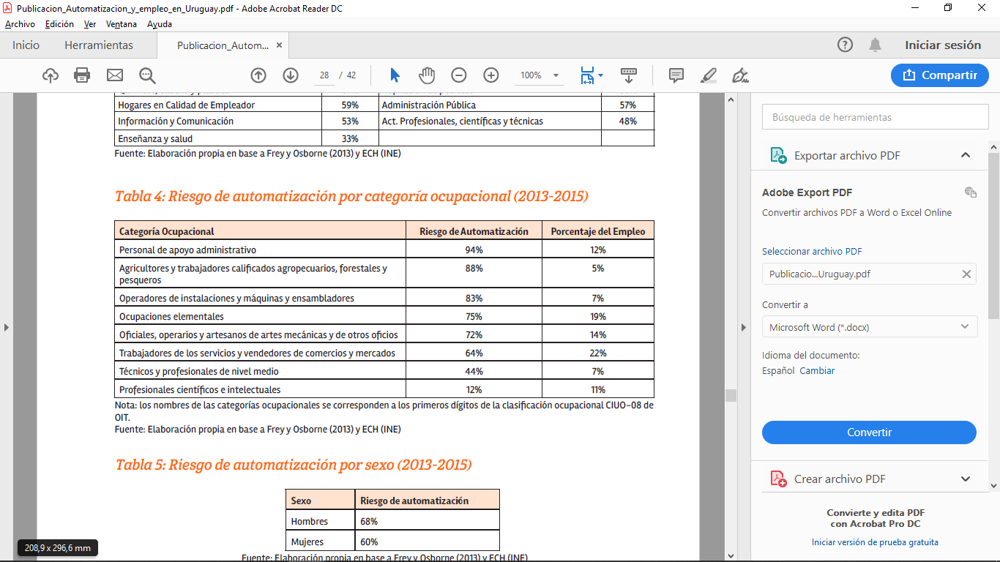 Publicacion_Automatizacion_y_empleo_en_Uruguay.pdf - Adobe Acrobat Reader DC
Archivo Edición Ver Ventana Ayuda
Inicio Herramientas Publicacion_Autom... × Iniciar sesión
28 / 42 100% Compartir
Hogares en Calidad de Empleador 59% Administración Pública 57%
Información y Comunicación 53% Act. Profesionales, científicas y técnicas 48%
Enseñanza y salud 33%
Fuente: Elaboración propia en base a Frey y Osborne (2013) y ECH (INE)
Tabla 4: Riesgo de automatización por categoría ocupacional (2013-2015)
Categoría Ocupacional Riesgo de Automatización Porcentaje del Empleo
Personal de apoyo administrativo 94% 12%
Agricultores y trabajadores calificados agropecuarios, forestales y
pesqueros 88% 5%
Operadores de instalaciones y máquinas y ensambladores 83% 7%
Ocupaciones elementales 75% 19%
Oficiales, operarios y artesanos de artes mecánicas y de otros oficios 72% 14%
Trabajadores de los servicios y vendedores de comercios y mercados 64% 22%
Técnicos y profesionales de nivel medio 44% 7%
Profesionales científicos e intelectuales 12% 11%
Nota: los nombres de las categorías ocupacionales se corresponden a los primeros dígitos de la clasificación ocupacional CIUO-08 de
OIT.
Fuente: Elaboración propia en base a Frey y Osborne (2013) y ECH (INE)
Tabla 5: Riesgo de automatización por sexo (2013-2015)
Sexo Riesgo de automatización
Hombres 68%
Mujeres 60%
Fuente: Elaboración propia en base a Frey y Osborne (2013) y ECH (INE)
208,9 x 296,6 mm
Búsqueda de herramientas
Exportar archivo PDF
Adobe Export PDF
Convertir archivos PDF a Word o Excel Online
Seleccionar archivo PDF
Publicacio...Uruguay.pdf
Convertir a
Microsoft Word (*.docx)
Idioma del documento:
Español Cambiar
Convertir
Crear archivo PDF
Convierte y edita PDF
con Acrobat Pro DC
Iniciar versión de prueba gratuita